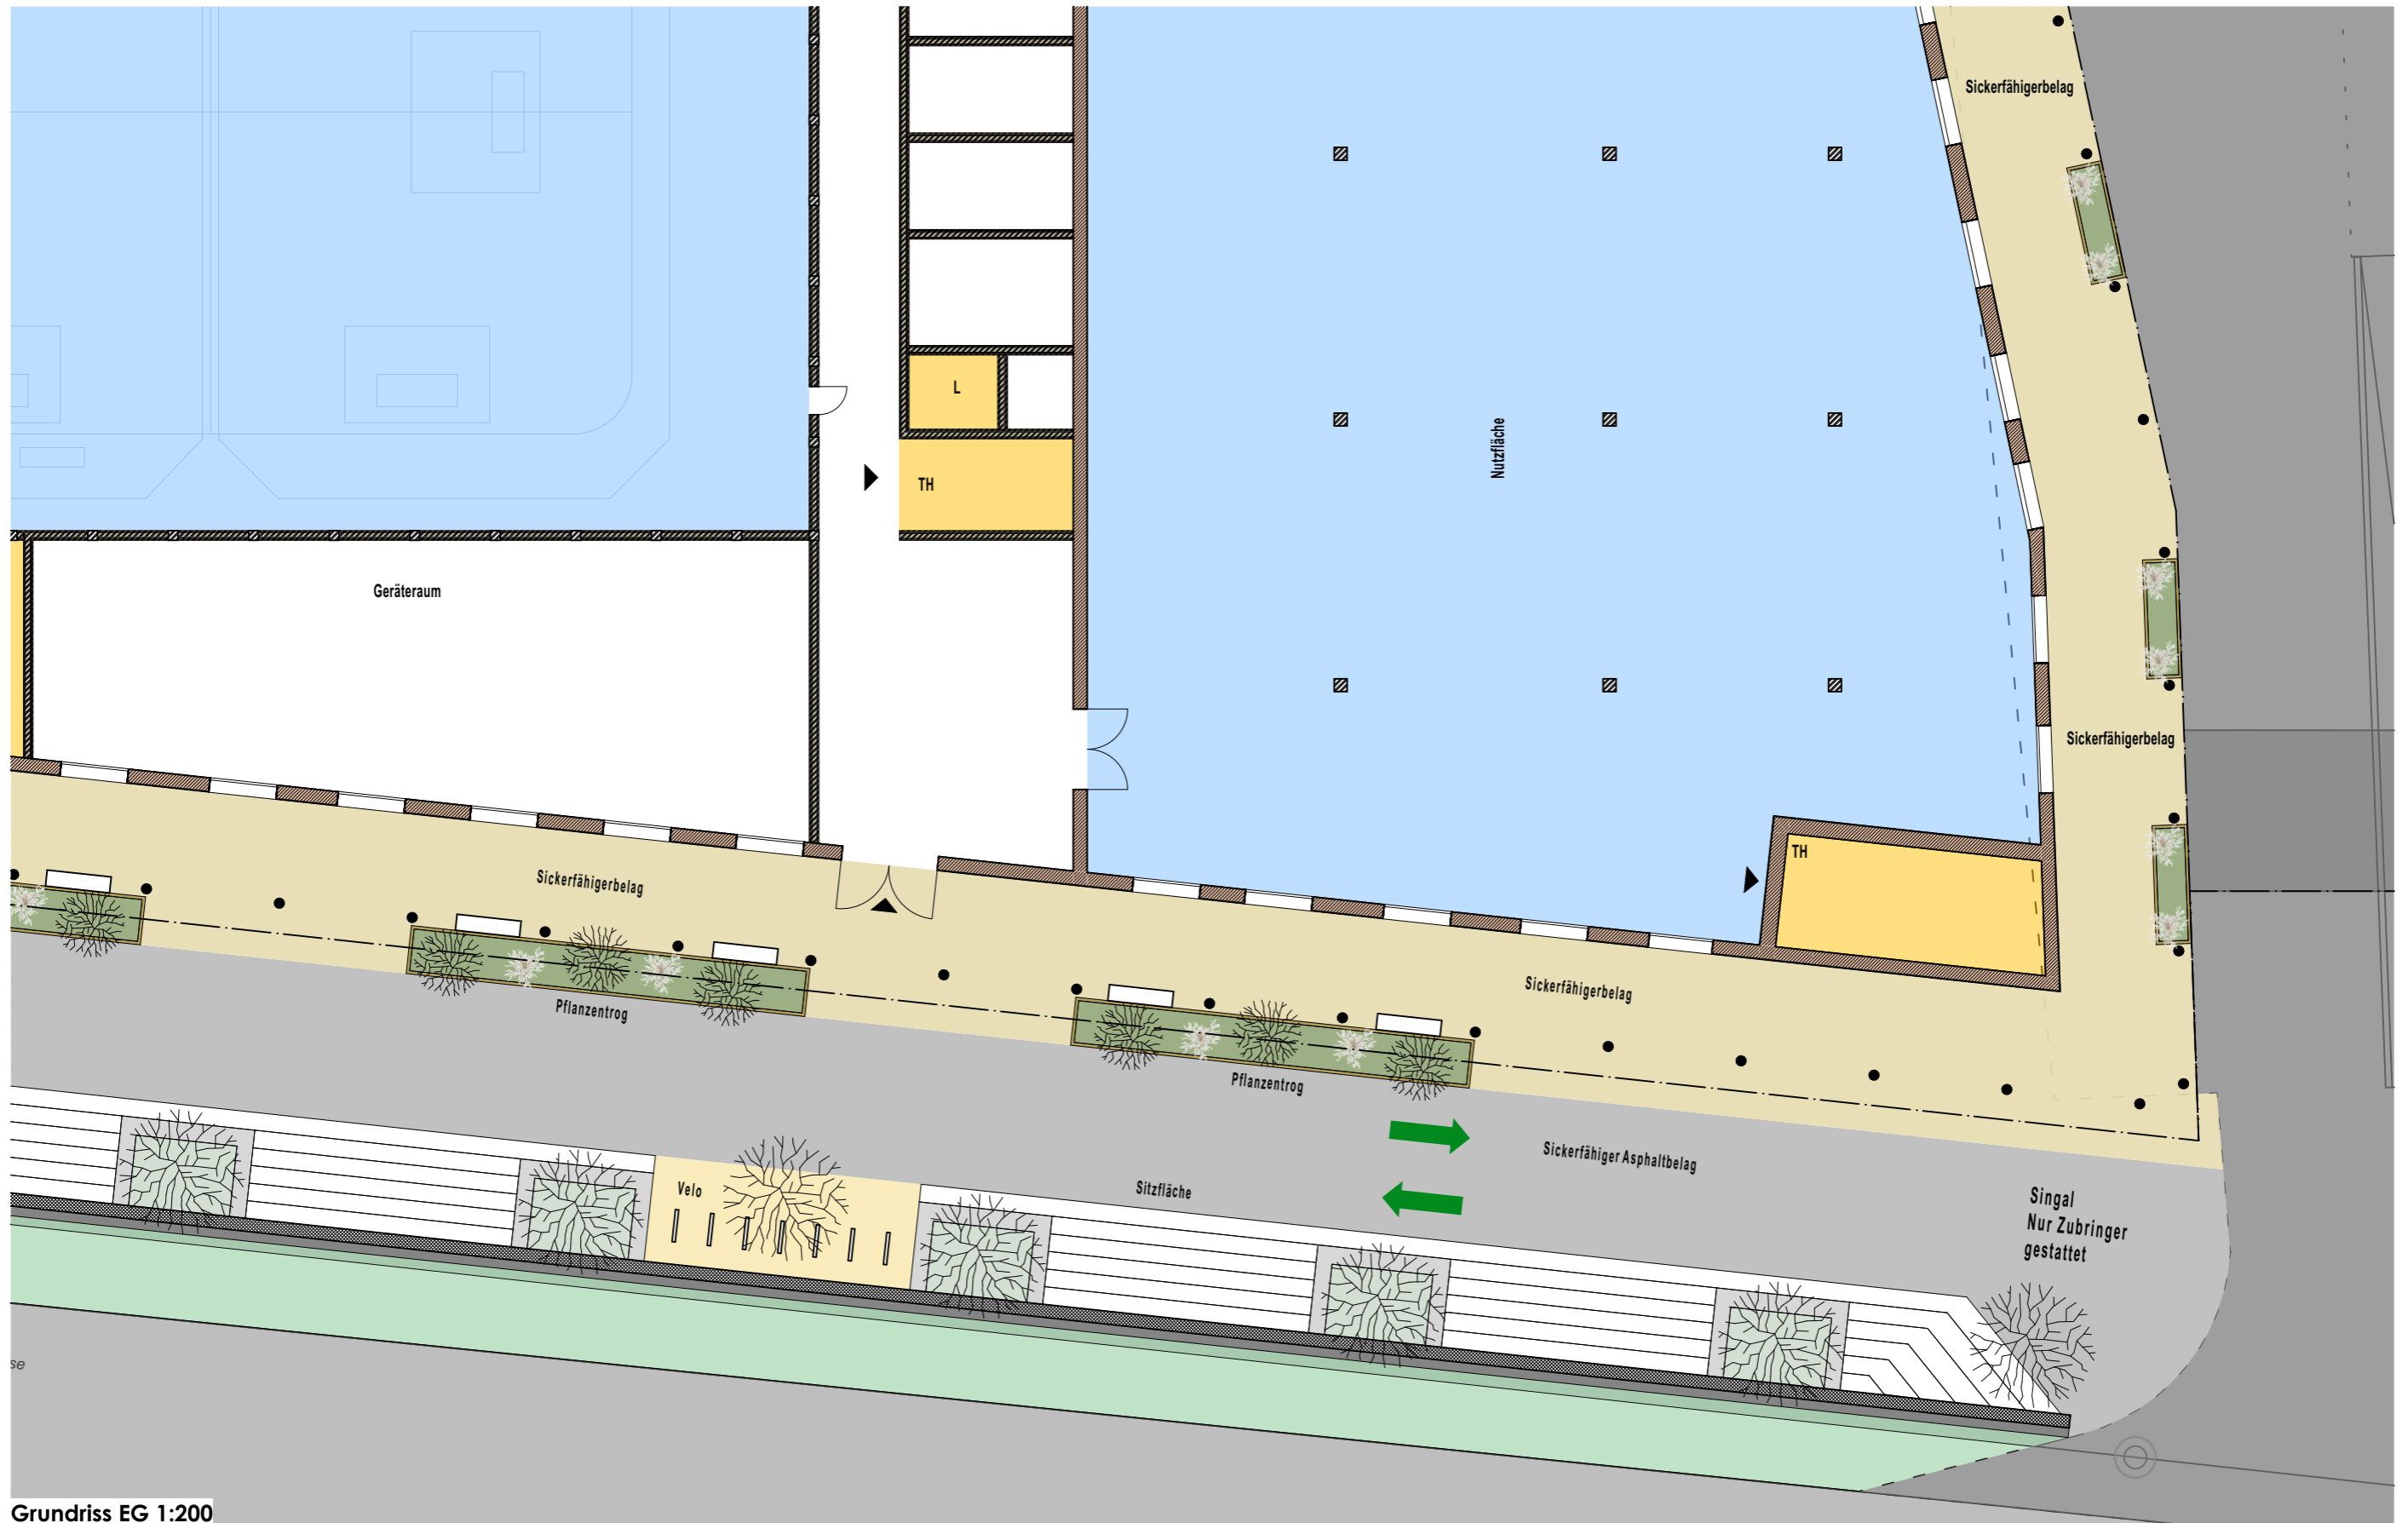 Sickerfähigerbelag
L
Nutzfläche
TH
Geräteraum
Sickerfähigerbelag
TH
Sickerfähigerbelag
Sickerfähigerbelag
Pflanzentrog
Pflanzentrog
Sickerfähiger Asphaltbelag
Velo
Sitzfläche
Singal
Nur Zubringer
gestattet
se
Grundriss EG 1:200